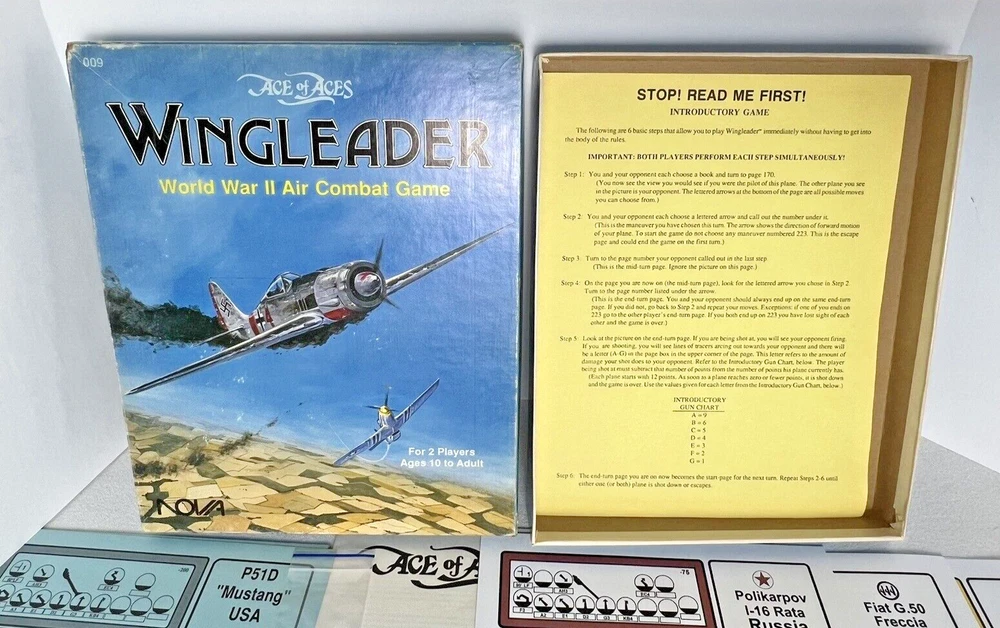 009
ACE of ACES
WINGLEADER
World War II Air Combat Game
For 2 Players
Ages 10 to Adult
NOVA
STOP! READ ME FIRST!
INTRODUCTORY GAME
The following are 6 basic steps that allow you to play Wingleader immediately without having to get into
the body of the rules.
IMPORTANT: BOTH PLAYERS PERFORM EACH STEP SIMULTANEOUSLY!
Step 1: You and your opponent each choose a book and turn to page 170.
(You now see the view you would see if you were the pilot of this plane. The other plane you see
in the picture is your opponent. The lettered arrows at the bottom of the page are all possible moves
you can choose from.)
Step 2: You and your opponent each choose a lettered arrow and call out the number under it.
(This is the maneuver you have chosen this turn. The arrow shows the direction of forward motion
of your plane. To start the game do not choose any maneuver numbered 223. This is the escape
page and could end the game on the first turn.)
Step 3: Turn to the page number your opponent called out in the last step.
(This is the mid-turn page. Ignore the picture on this page.)
Step 4: On the page you are now on (the mid-turn page), look for the lettered arrow you chose in Step 2.
Turn to the page number listed under the arrow.
(This is the end-turn page. You and your opponent should always end up on the same end-turn
page. If you did not, go back to Step 2 and repeat your moves. Exceptions: if one of you ends on
223 go to the other player's end-turn page. If you both end up on 223 you have lost sight of each
other and the game is over.)
Step 5: Look at the picture on the end-turn page. If you are being shot at, you will see your opponent firing.
If you are shooting, you will see lines of tracers arcing out towards your opponent and there will
be a letter (A-G) in the page box in the upper corner of the page. This letter refers to the amount of
damage your shot does to your opponent. Refer to the Introductory Gun Chart, below. The player
being shot at must subtract that number of points from the number of points his plane currently has.
(Each plane starts with 12 points. As soon as a plane reaches zero or fewer points, it is shot down
and the game is over. Use the values given for each letter from the Introductory Gun Chart, below.)
INTRODUCTORY
GUN CHART
A = 9
B = 6
C = 5
D = 4
E = 3
F = 2
G = 1
Step 6: The end-turn page you are on now becomes the start-page for the next turn. Repeat Steps 2-6 until
either one (or both) plane is shot down or escapes.
P51D
"Mustang"
USA
ACE of A
-75
Polikarpov
I-16 Rata
Russia
Fiat G.50
Freccia